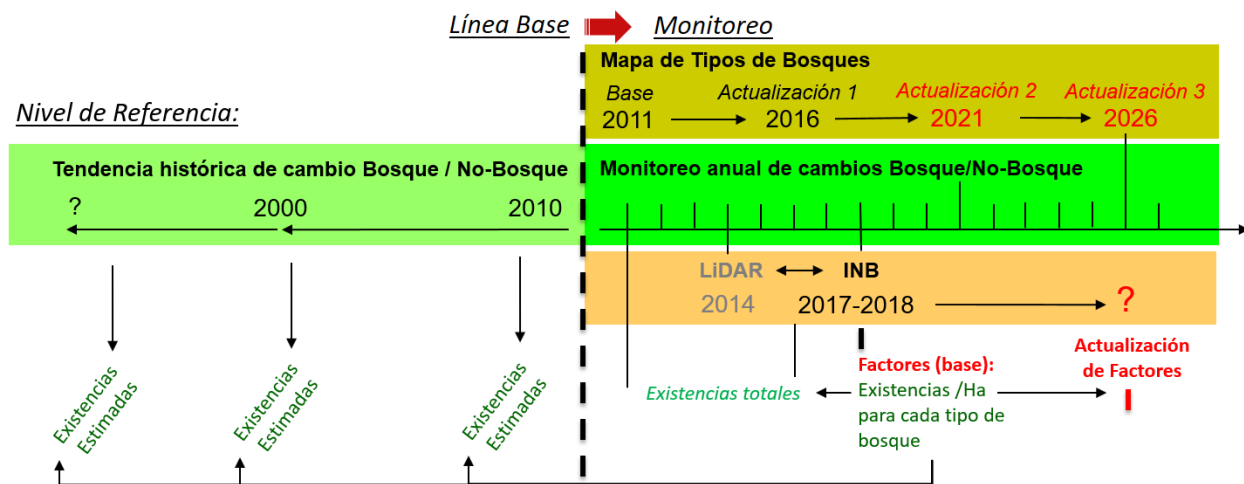 Línea Base
Monitoreo
Nivel de Referencia:
Mapa de Tipos de Bosques
Base
Actualización 1
Actualización 2
Actualización 3
2011
2016
2021
2026
Tendencia histórica de cambio Bosque / No-Bosque
?
2000
2010
Monitoreo anual de cambios Bosque/No-Bosque
LiDAR
INB
2014
2017-2018
?
Existencias
Estimadas
Existencias
Estimadas
Existencias
Estimadas
Existencias totales
Factores (base):
Existencias /Ha
para cada tipo de
bosque
Actualización
de Factores